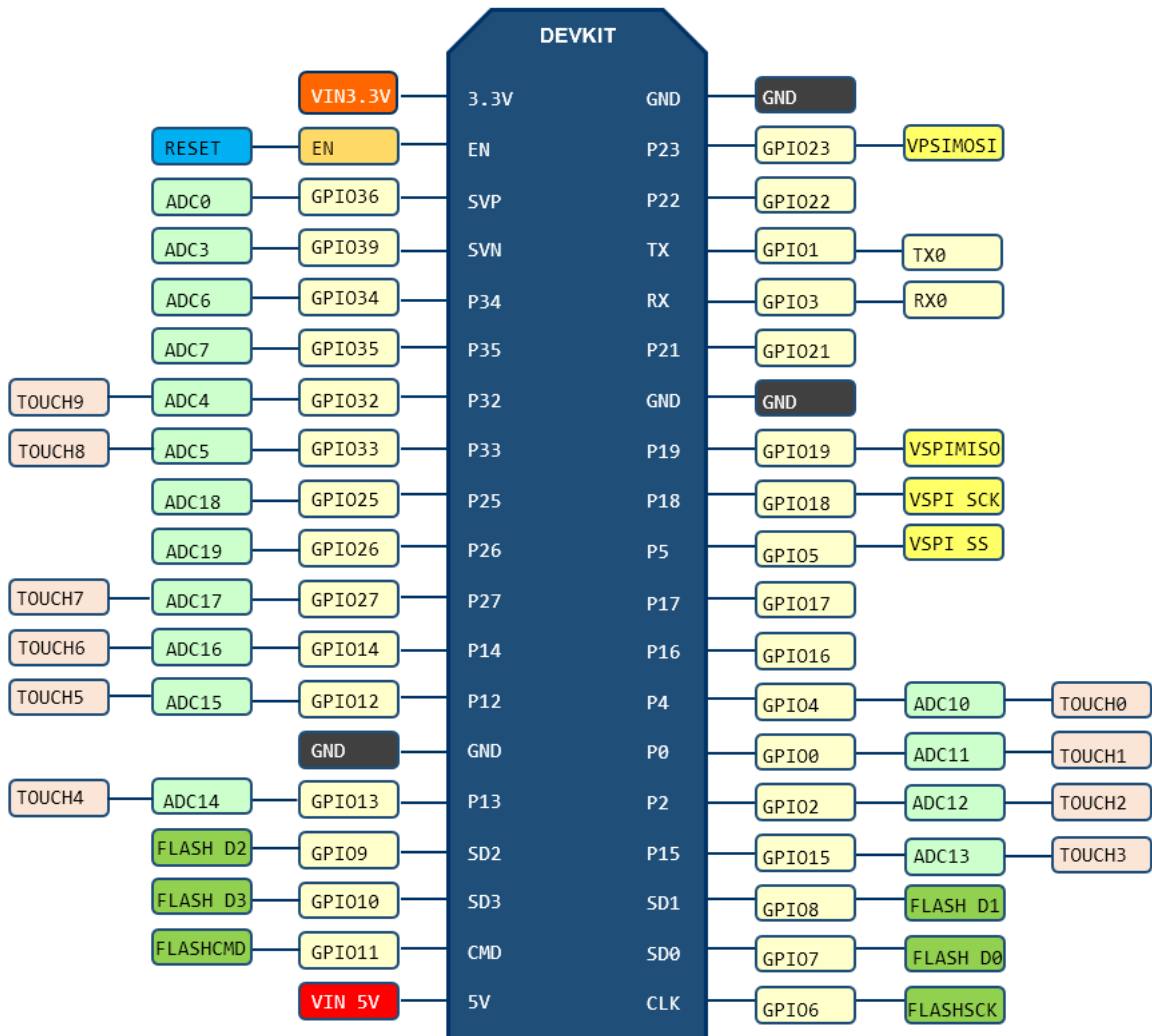 DEVKIT
VIN3.3V 3.3V GND GND
RESET EN EN P23 GPIO23 VPSIMOSI
ADC0 GPIO36 SVP P22 GPIO22
ADC3 GPIO39 SVN TX GPIO1 TX0
ADC6 GPIO34 P34 RX GPIO3 RX0
ADC7 GPIO35 P35 P21 GPIO21
TOUCH9 ADC4 GPIO32 P32 GND GND
TOUCH8 ADC5 GPIO33 P33 P19 GPIO19 VSPIMISO
ADC18 GPIO25 P25 P18 GPIO18 VSPI SCK
ADC19 GPIO26 P26 P5 GPIO5 VSPI SS
TOUCH7 ADC17 GPIO27 P27 P17 GPIO17
TOUCH6 ADC16 GPIO14 P14 P16 GPIO16
TOUCH5 ADC15 GPIO12 P12 P4 GPIO4 ADC10 TOUCH0
GND GND P0 GPIO0 ADC11 TOUCH1
TOUCH4 ADC14 GPIO13 P13 P2 GPIO2 ADC12 TOUCH2
FLASH D2 GPIO9 SD2 P15 GPIO15 ADC13 TOUCH3
FLASH D3 GPIO10 SD3 SD1 GPIO8 FLASH D1
FLASHCMD GPIO11 CMD SD0 GPIO7 FLASH D0
VIN 5V 5V CLK GPIO6 FLASHSCK